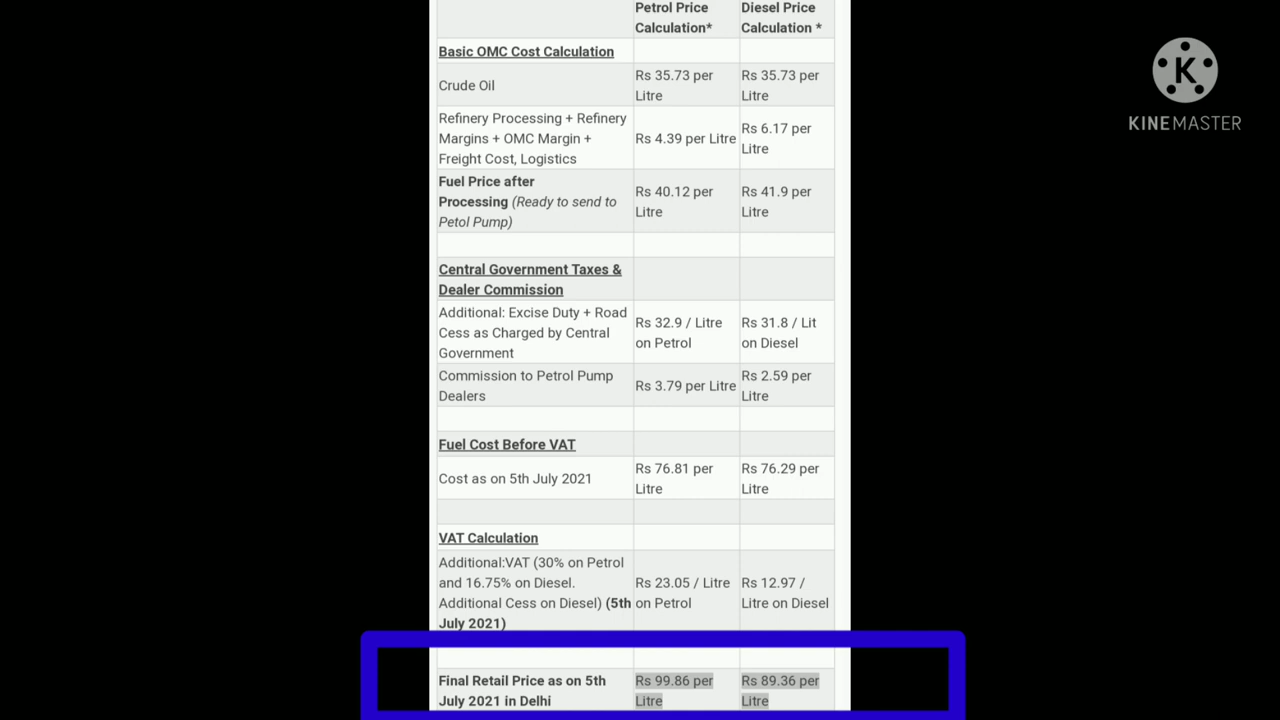 Petrol Price Diesel Price
Calculation* Calculation *
Basic OMC Cost Calculation
Crude Oil
Rs 35.73 per
Litre
Rs 35.73 per
Litre
Refinery Processing + Refinery
Margins + OMC Margin +
Freight Cost, Logistics
Rs 4.39 per Litre
Rs 6.17 per
Litre
Fuel Price after
Processing (Ready to send to
Petol Pump)
Rs 40.12 per
Litre
Rs 41.9 per
Litre
Central Government Taxes &
Dealer Commission
Additional: Excise Duty + Road
Cess as Charged by Central
Government
Rs 32.9 / Litre
on Petrol
Rs 31.8 / Lit
on Diesel
Commission to Petrol Pump
Dealers
Rs 3.79 per Litre
Rs 2.59 per
Litre
Fuel Cost Before VAT
Cost as on 5th July 2021
Rs 76.81 per
Litre
Rs 76.29 per
Litre
VAT Calculation
Additional:VAT (30% on Petrol
and 16.75% on Diesel.
Additional Cess on Diesel) (5th
July 2021)
Rs 23.05 / Litre
on Petrol
Rs 12.97 /
Litre on Diesel
Final Retail Price as on 5th
July 2021 in Delhi
Rs 99.86 per
Litre
Rs 89.36 per
Litre
K
KINEMASTER